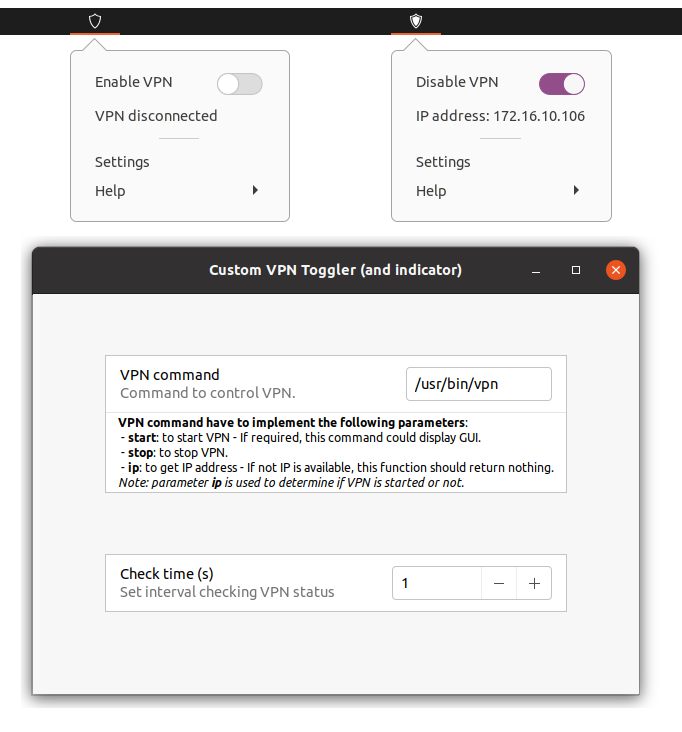 Enable VPN
VPN disconnected
Settings
Help
Disable VPN
IP address: 172.16.10.106
Settings
Help
Custom VPN Toggler (and indicator)
VPN command
Command to control VPN.
/usr/bin/vpn
VPN command have to implement the following parameters:
- start: to start VPN - If required, this command could display GUI.
- stop: to stop VPN.
- ip: to get IP address - If not IP is available, this function should return nothing.
Note: parameter ip is used to determine if VPN is started or not.
Check time (s)
Set interval checking VPN status
1